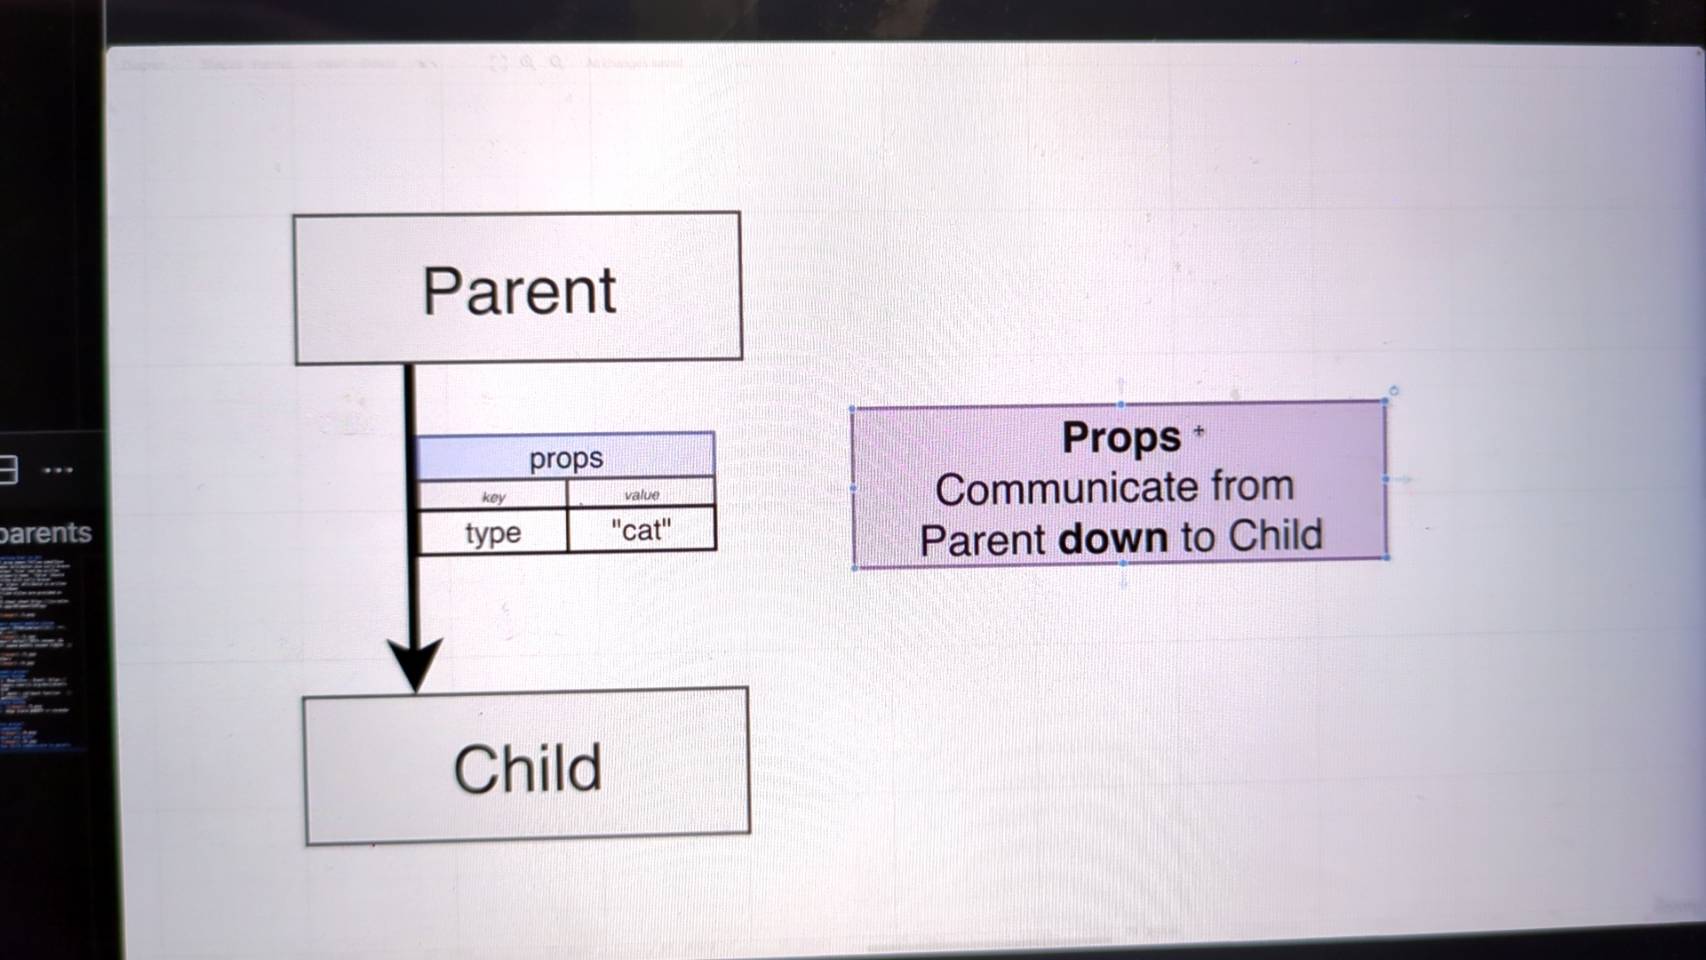 Parent
props
key value
type "cat"
Props
Communicate from
Parent down to Child
Child
parents